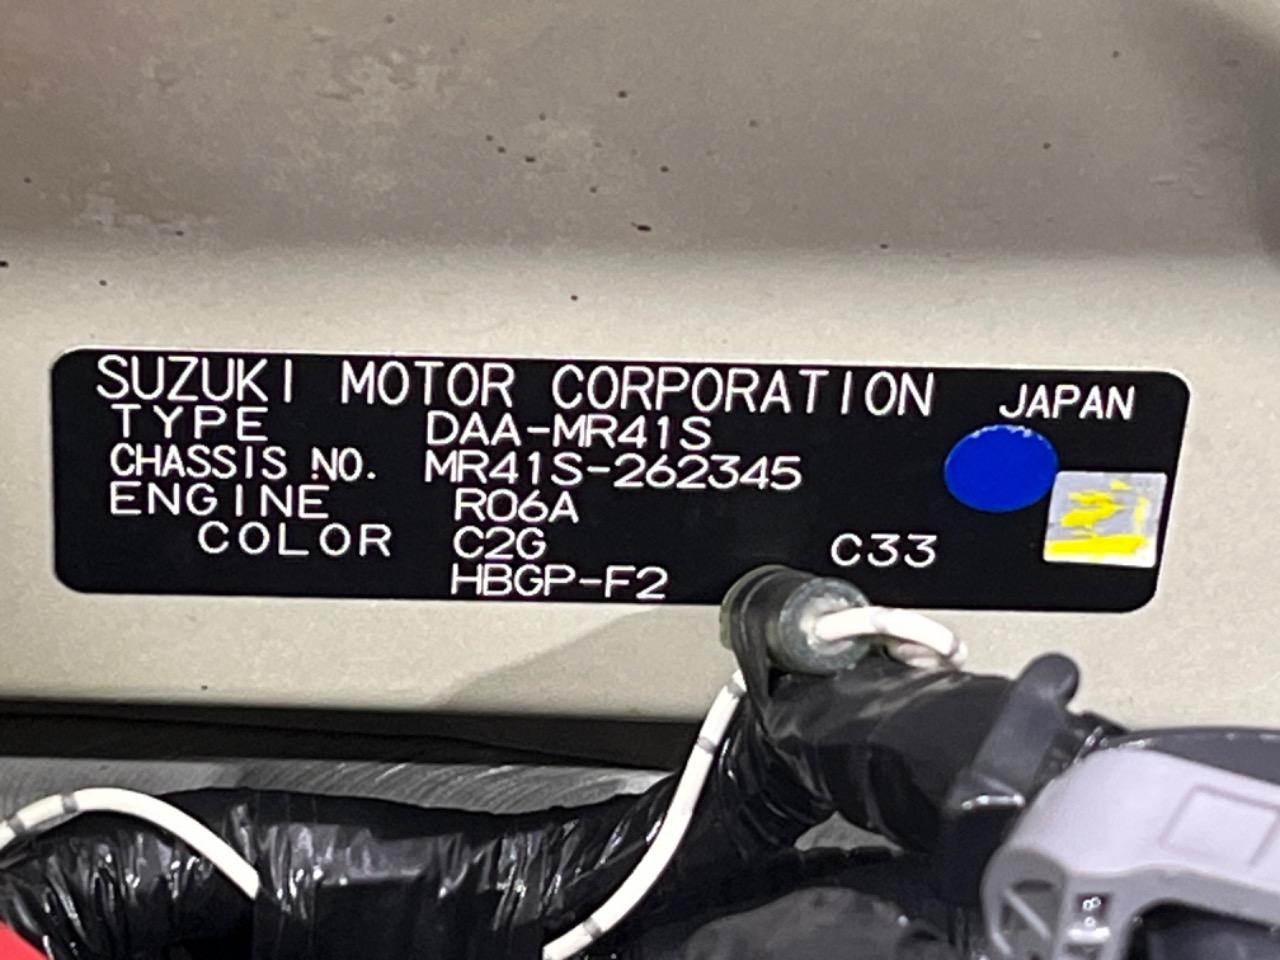 SUZUKI MOTOR CORPORATION JAPAN
TYPE DAA-MR41S
CHASSIS NO. MR41S-262345
ENGINE R06A
COLOR C2G C33
HBGP-F2